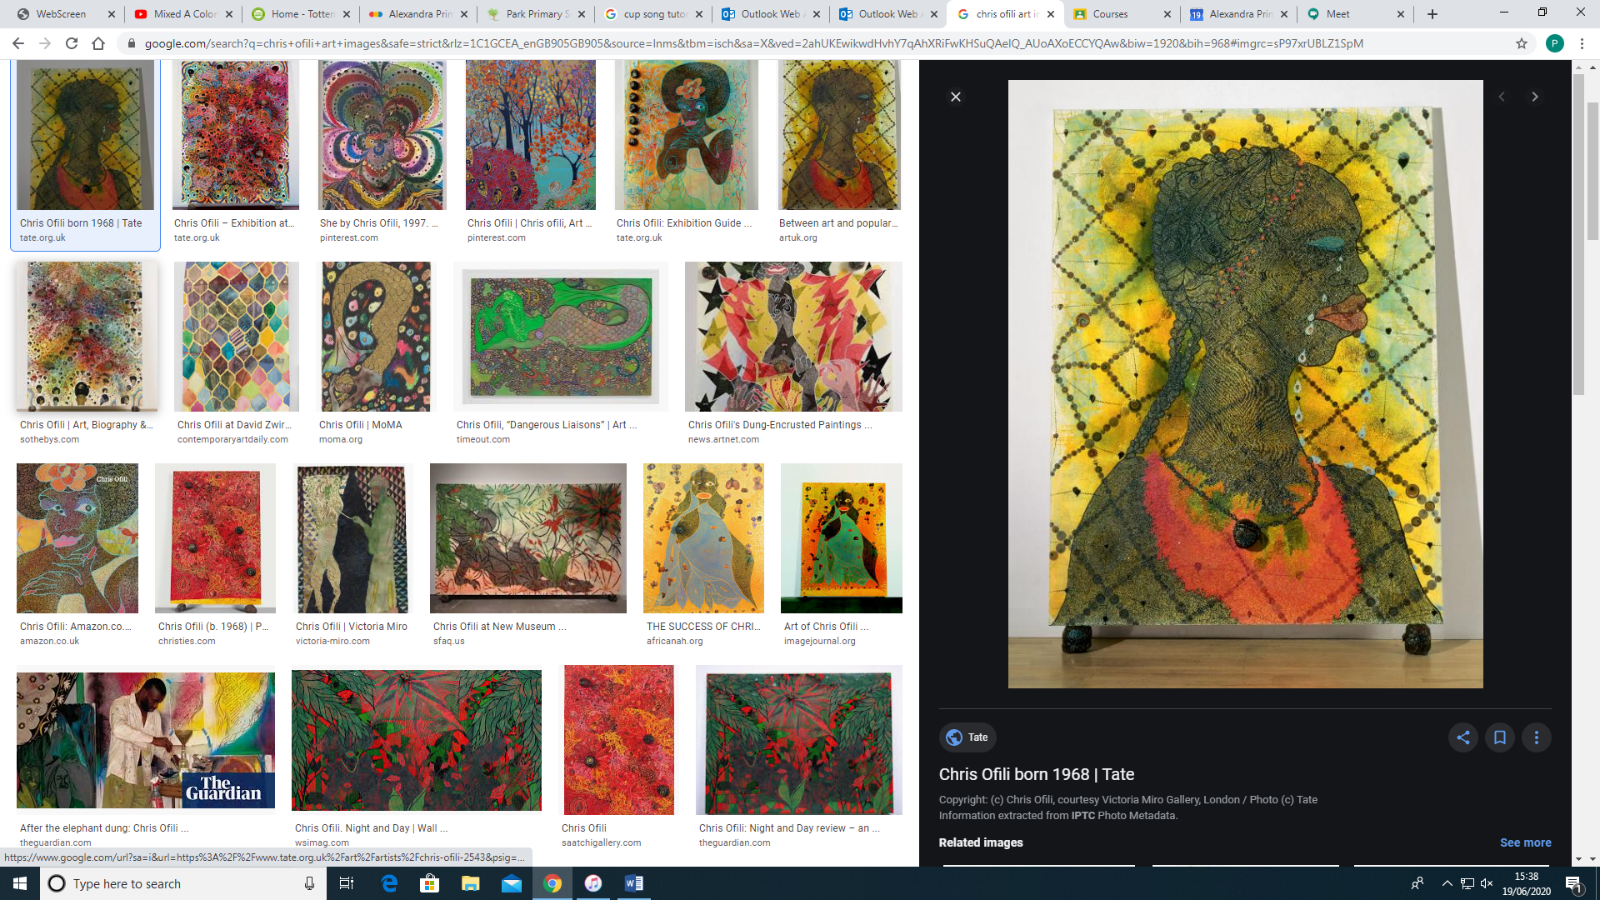 WebScreen
Mixed A Color
Home - Totten
Alexandra Prin
Park Primary S
cup song tuto
Outlook Web A
Outlook Web A
chris ofili art i
Courses
Alexandra Prin
Meet
google.com/search?q=chris+ofili+art+images&safe=strict&rlz=1C1GCEA_enGB905GB905&source=lnms&tbm=isch&sa=X&ved=2ahUKEwikwdHvhY7qAhXRiFwKHSuQAeIQ_AUoAXoECCYQAw&biw=1920&bih=968#imgrc=sP97xrUBLZ1SpM
P
Chris Ofili born 1968 | Tate
tate.org.uk
Chris Ofili – Exhibition at...
tate.org.uk
She by Chris Ofili, 1997. ...
pinterest.com
Chris Ofili | Chris ofili, Art ...
pinterest.com
Chris Ofili: Exhibition Guide ...
tate.org.uk
Between art and popular...
artuk.org
Chris Ofili | Art, Biography &...
sothebys.com
Chris Ofili at David Zwir...
contemporaryartdaily.com
Chris Ofili | MoMA
moma.org
Chris Ofili, "Dangerous Liaisons" | Art ...
timeout.com
Chris Ofili's Dung-Encrusted Paintings ...
news.artnet.com
Chris Ofili
Chris Ofili: Amazon.co....
amazon.co.uk
Chris Ofili (b. 1968) | P...
christies.com
Chris Ofili | Victoria Miro
victoria-miro.com
Chris Ofili at New Museum ...
sfaq.us
THE SUCCESS OF CHRI...
africanah.org
Art of Chris Ofili ...
imagejournal.org
The
Guardian
After the elephant dung: Chris Ofili ...
theguardian.com
Chris Ofili. Night and Day | Wall ...
wsimag.com
Chris Ofili
saatchigallery.com
Chris Ofili: Night and Day review – an ...
theguardian.com
Tate
Chris Ofili born 1968 | Tate
Copyright: (c) Chris Ofili, courtesy Victoria Miro Gallery, London / Photo (c) Tate
Information extracted from IPTC Photo Metadata.
Related images
See more
https://www.google.com/url?sa=i&url=https%3A%2F%2Fwww.tate.org.uk%2Fart%2Fartists%2Fchris-ofili-2543&psig=...
Type here to search
15:38
19/06/2020
1